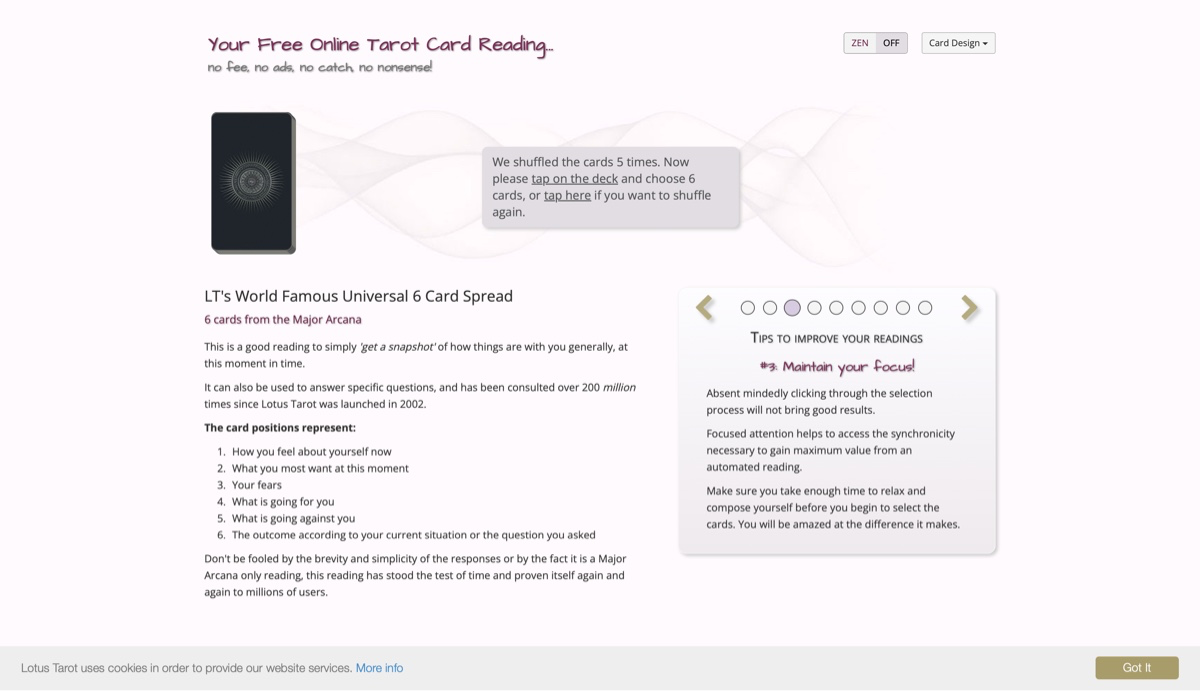 Your Free Online Tarot Card Reading...
no fee, no ads, no catch, no nonsense!
ZEN OFF Card Design
We shuffled the cards 5 times. Now
please tap on the deck and choose 6
cards, or tap here if you want to shuffle
again.
LT's World Famous Universal 6 Card Spread
6 cards from the Major Arcana
This is a good reading to simply 'get a snapshot' of how things are with you generally, at
this moment in time.
It can also be used to answer specific questions, and has been consulted over 200 million
times since Lotus Tarot was launched in 2002.
The card positions represent:
1. How you feel about yourself now
2. What you most want at this moment
3. Your fears
4. What is going for you
5. What is going against you
6. The outcome according to your current situation or the question you asked
Don't be fooled by the brevity and simplicity of the responses or by the fact it is a Major
Arcana only reading, this reading has stood the test of time and proven itself again and
again to millions of users.
Tips to improve your readings
#3: Maintain your focus!
Absent mindedly clicking through the selection
process will not bring good results.
Focused attention helps to access the synchronicity
necessary to gain maximum value from an
automated reading.
Make sure you take enough time to relax and
compose yourself before you begin to select the
cards. You will be amazed at the difference it makes.
Lotus Tarot uses cookies in order to provide our website services. More info
Got It